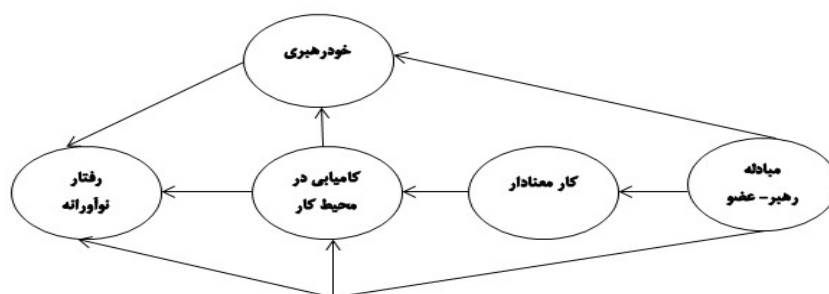 خودرهبری
مبادله
رهبر- عضو
کار معنادار
کامیابی در
محیط کار
رفتار
نوآورانه